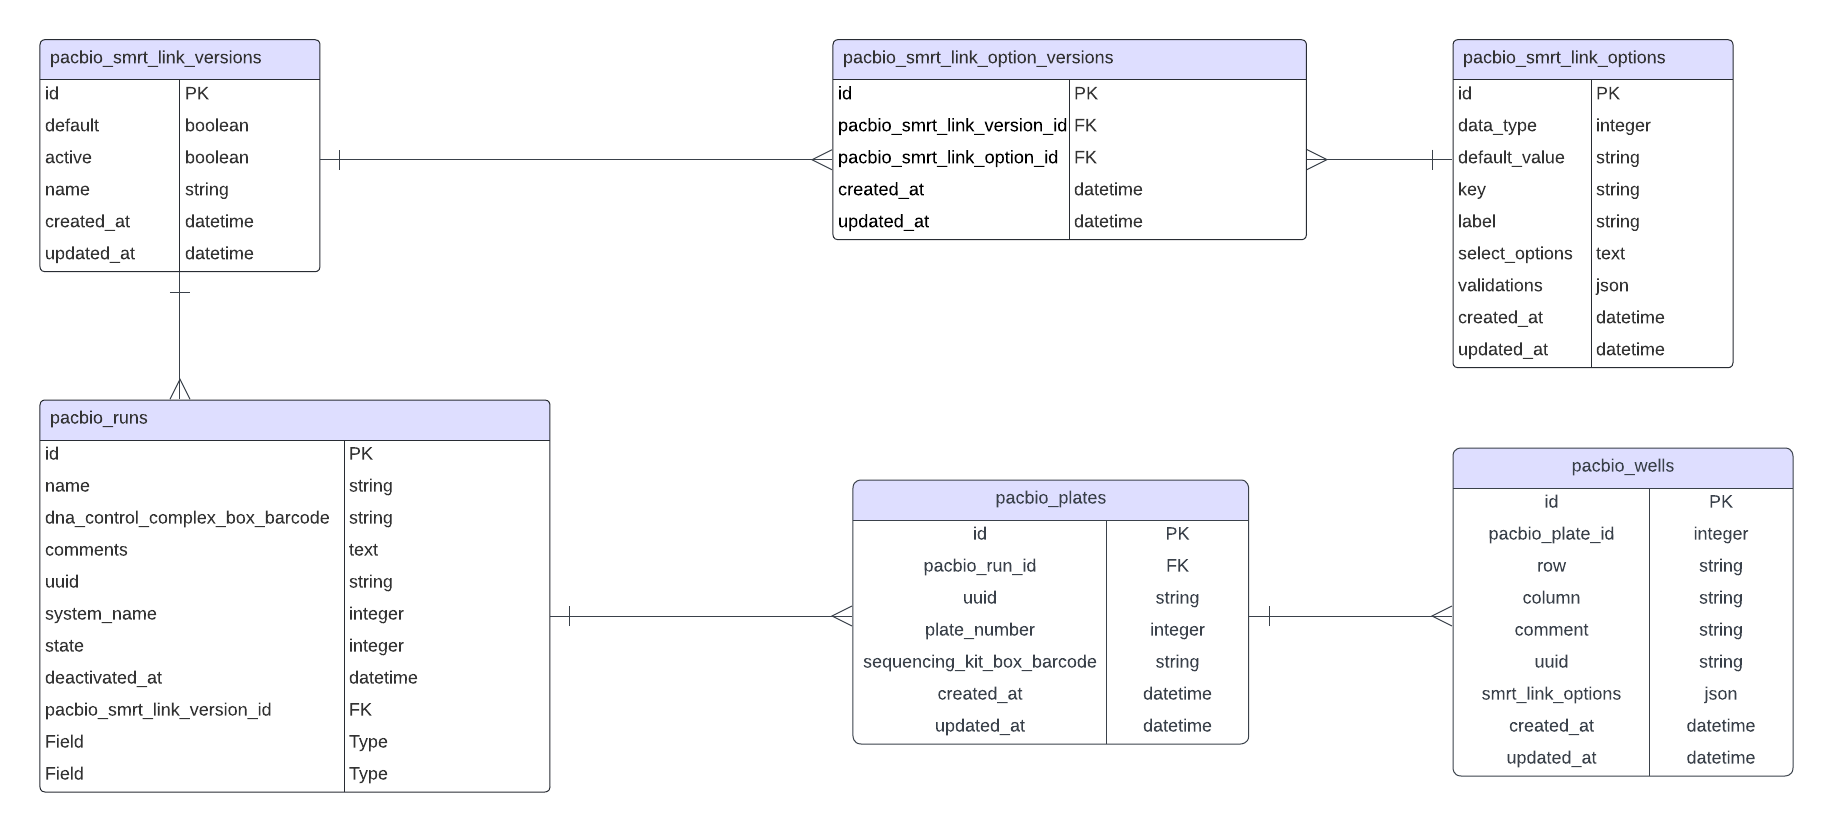 pacbio_smrt_link_versions
id PK
default boolean
active boolean
name string
created_at datetime
updated_at datetime
pacbio_smrt_link_option_versions
id PK
pacbio_smrt_link_version_id FK
pacbio_smrt_link_option_id FK
created_at datetime
updated_at datetime
pacbio_smrt_link_options
id PK
data_type integer
default_value string
key string
label string
select_options text
validations json
created_at datetime
updated_at datetime
pacbio_runs
id PK
name string
dna_control_complex_box_barcode string
comments text
uuid string
system_name integer
state integer
deactivated_at datetime
pacbio_smrt_link_version_id FK
Field Type
Field Type
pacbio_plates
id PK
pacbio_run_id FK
uuid string
plate_number integer
sequencing_kit_box_barcode string
created_at datetime
updated_at datetime
pacbio_wells
id PK
pacbio_plate_id integer
row string
column string
comment string
uuid string
smrt_link_options json
created_at datetime
updated_at datetime